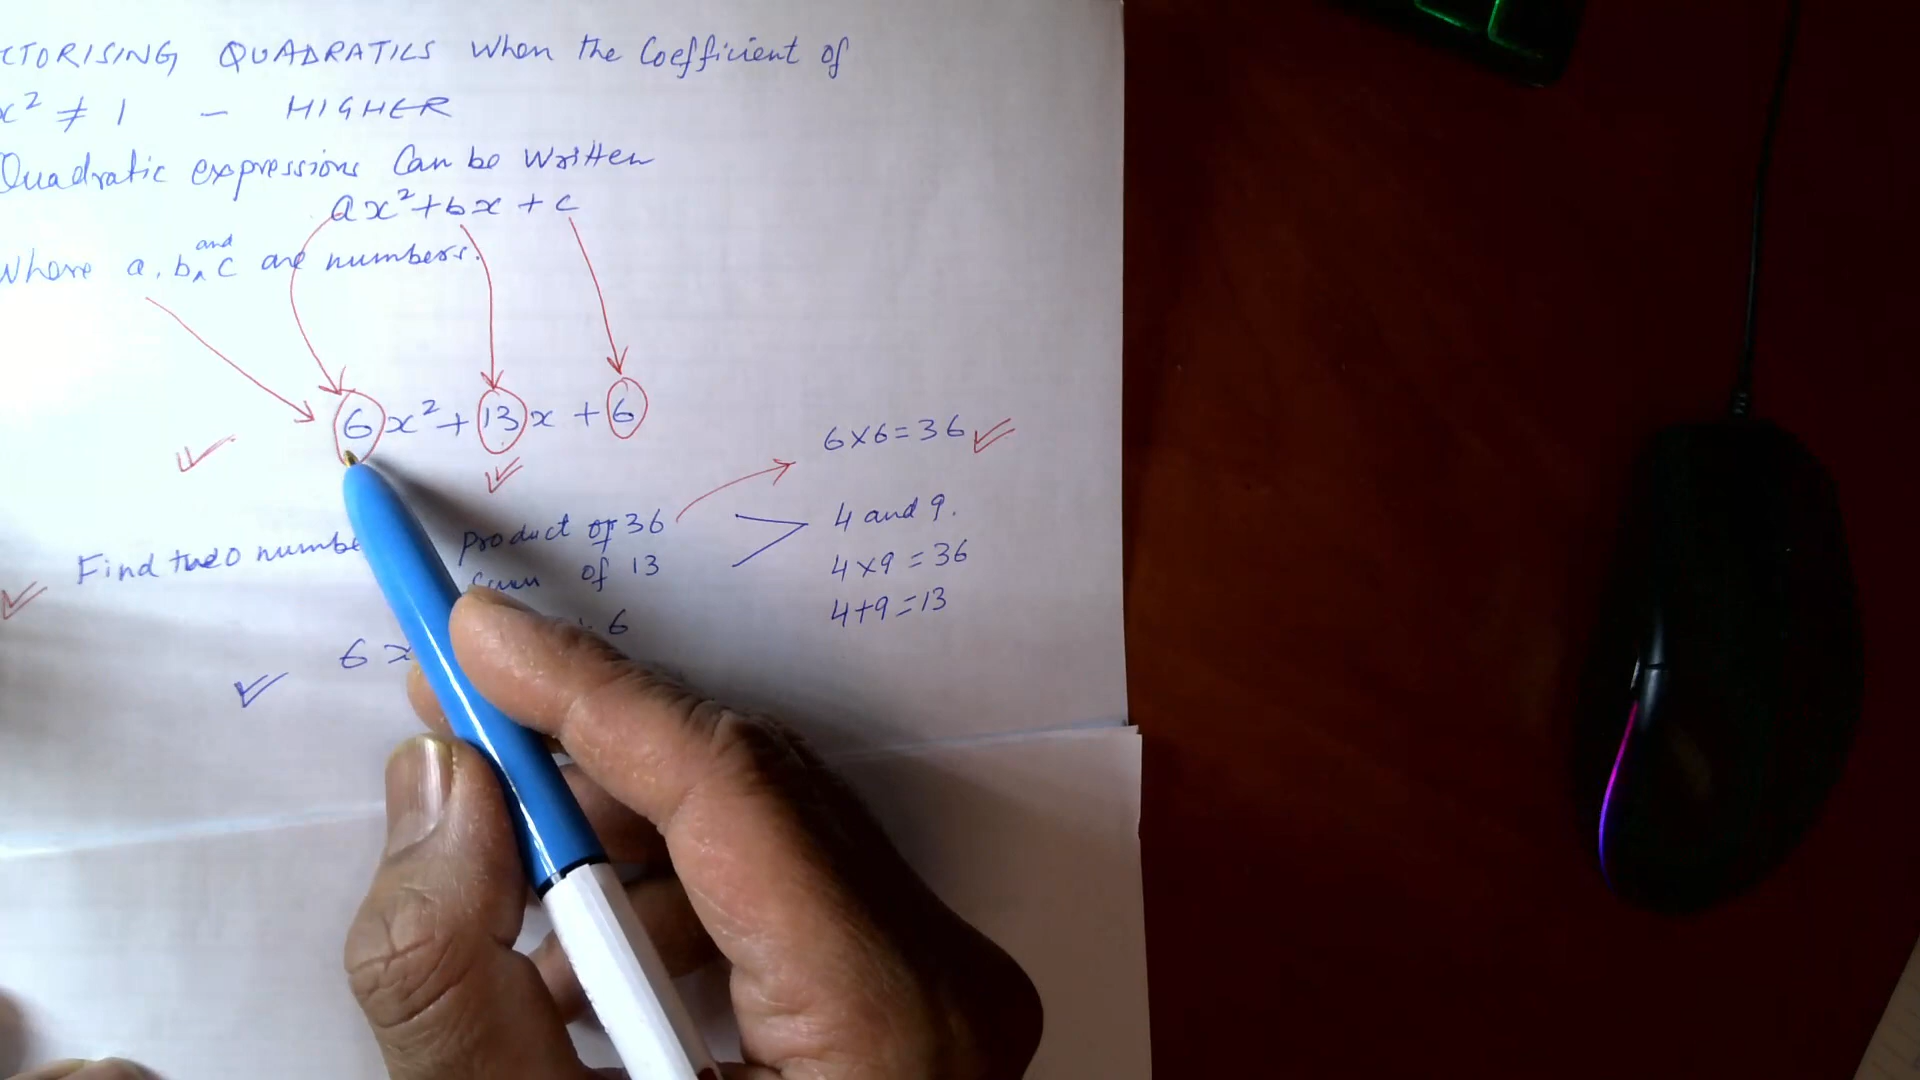 CTORISING QUADRATICS When the Coefficient of
x² ≠ 1 — HIGHER
Quadratic expressions Can be Written
ax² + bx + c
Where a, b, and c are numbers.
6x² + 13x + 6
6×6=36
product of 36
4 and 9.
Find two numbe
Sum of 13
4×9 = 36
4+9=13
6x + 6